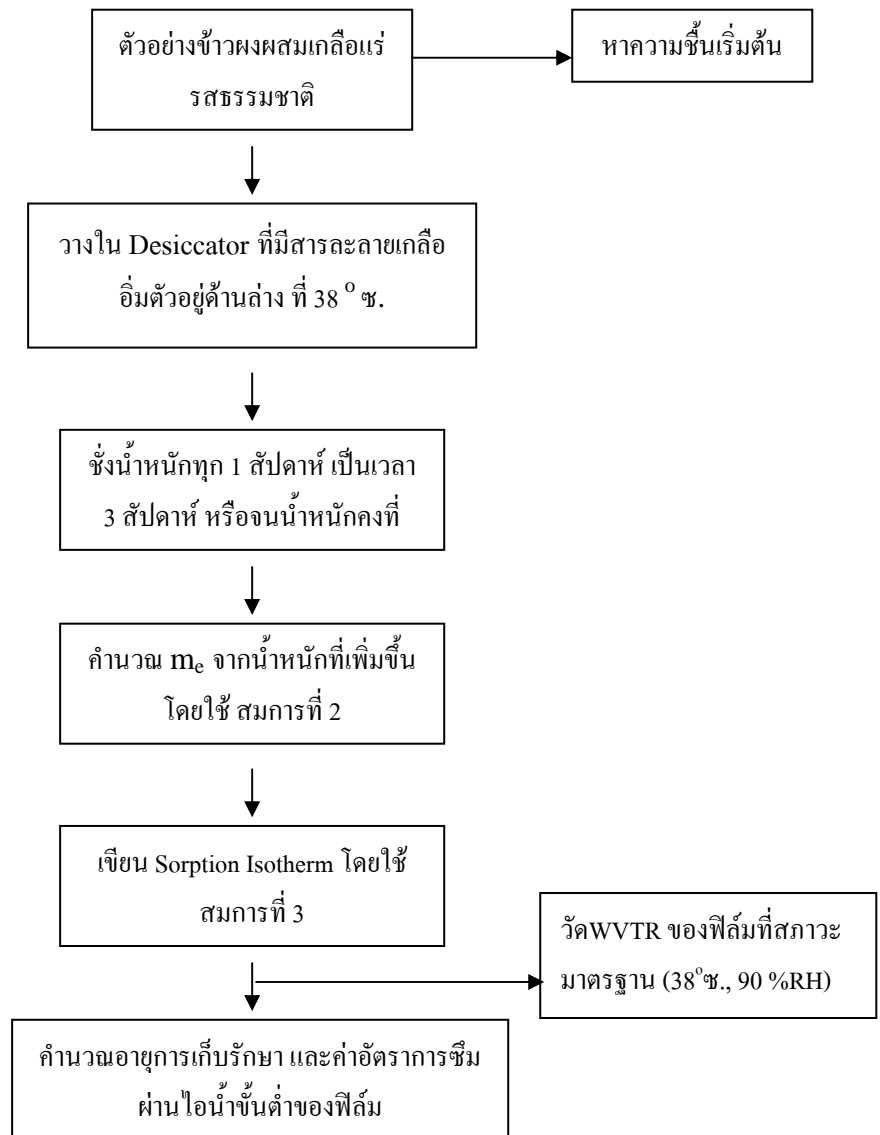 ตัวอย่างข้าวผงผสมเกลือแร่
รสธรรมชาติ
หาความชื้นเริ่มต้น
วางใน Desiccator ที่มีสารละลายเกลือ
อิ่มตัวอยู่ด้านล่าง ที่ 38 º ซ.
ชั่งน้ำหนักทุก 1 สัปดาห์ เป็นเวลา
3 สัปดาห์ หรือจนน้ำหนักคงที่
คำนวณ mₑ จากน้ำหนักที่เพิ่มขึ้น
โดยใช้ สมการที่ 2
เขียน Sorption Isotherm โดยใช้
สมการที่ 3
วัดWVTR ของฟิล์มที่สภาวะ
มาตรฐาน (38ºซ., 90 %RH)
คำนวณอายุการเก็บรักษา และค่าอัตราการซึม
ผ่านไอน้ำขั้นต่ำของฟิล์ม